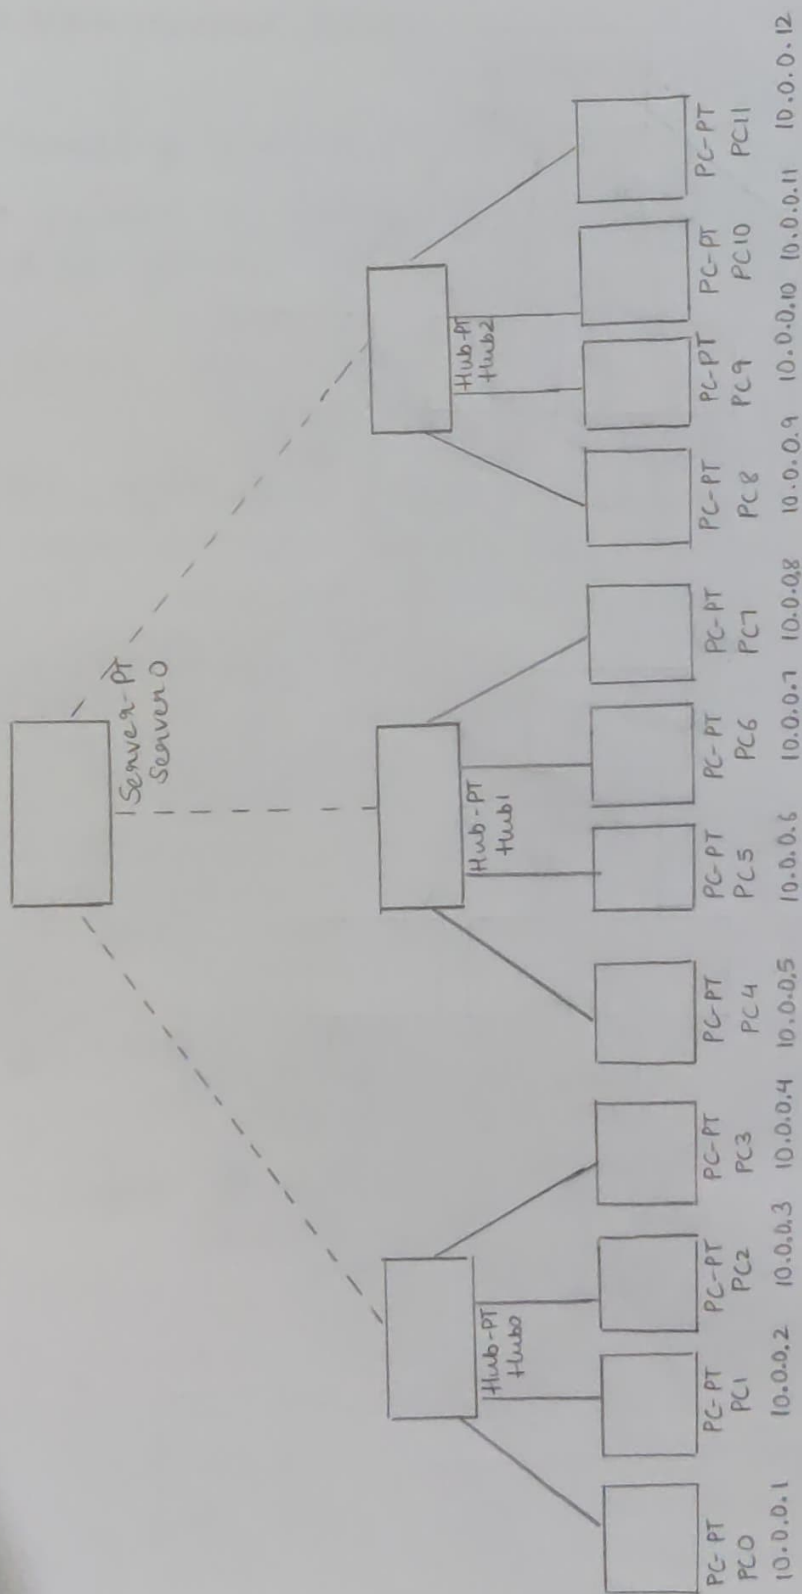 Server-PT
Server0
Hub-PT
Hub0
Hub-PT
Hub1
Hub-PT
Hub2
PC-PT
PC0
PC-PT
PC1
PC-PT
PC2
PC-PT
PC3
PC-PT
PC4
PC-PT
PC5
PC-PT
PC6
PC-PT
PC7
PC-PT
PC8
PC-PT
PC9
PC-PT
PC10
PC-PT
PC11
10.0.0.1
10.0.0.2
10.0.0.3
10.0.0.4
10.0.0.5
10.0.0.6
10.0.0.7
10.0.0.8
10.0.0.9
10.0.0.10
10.0.0.11
10.0.0.12